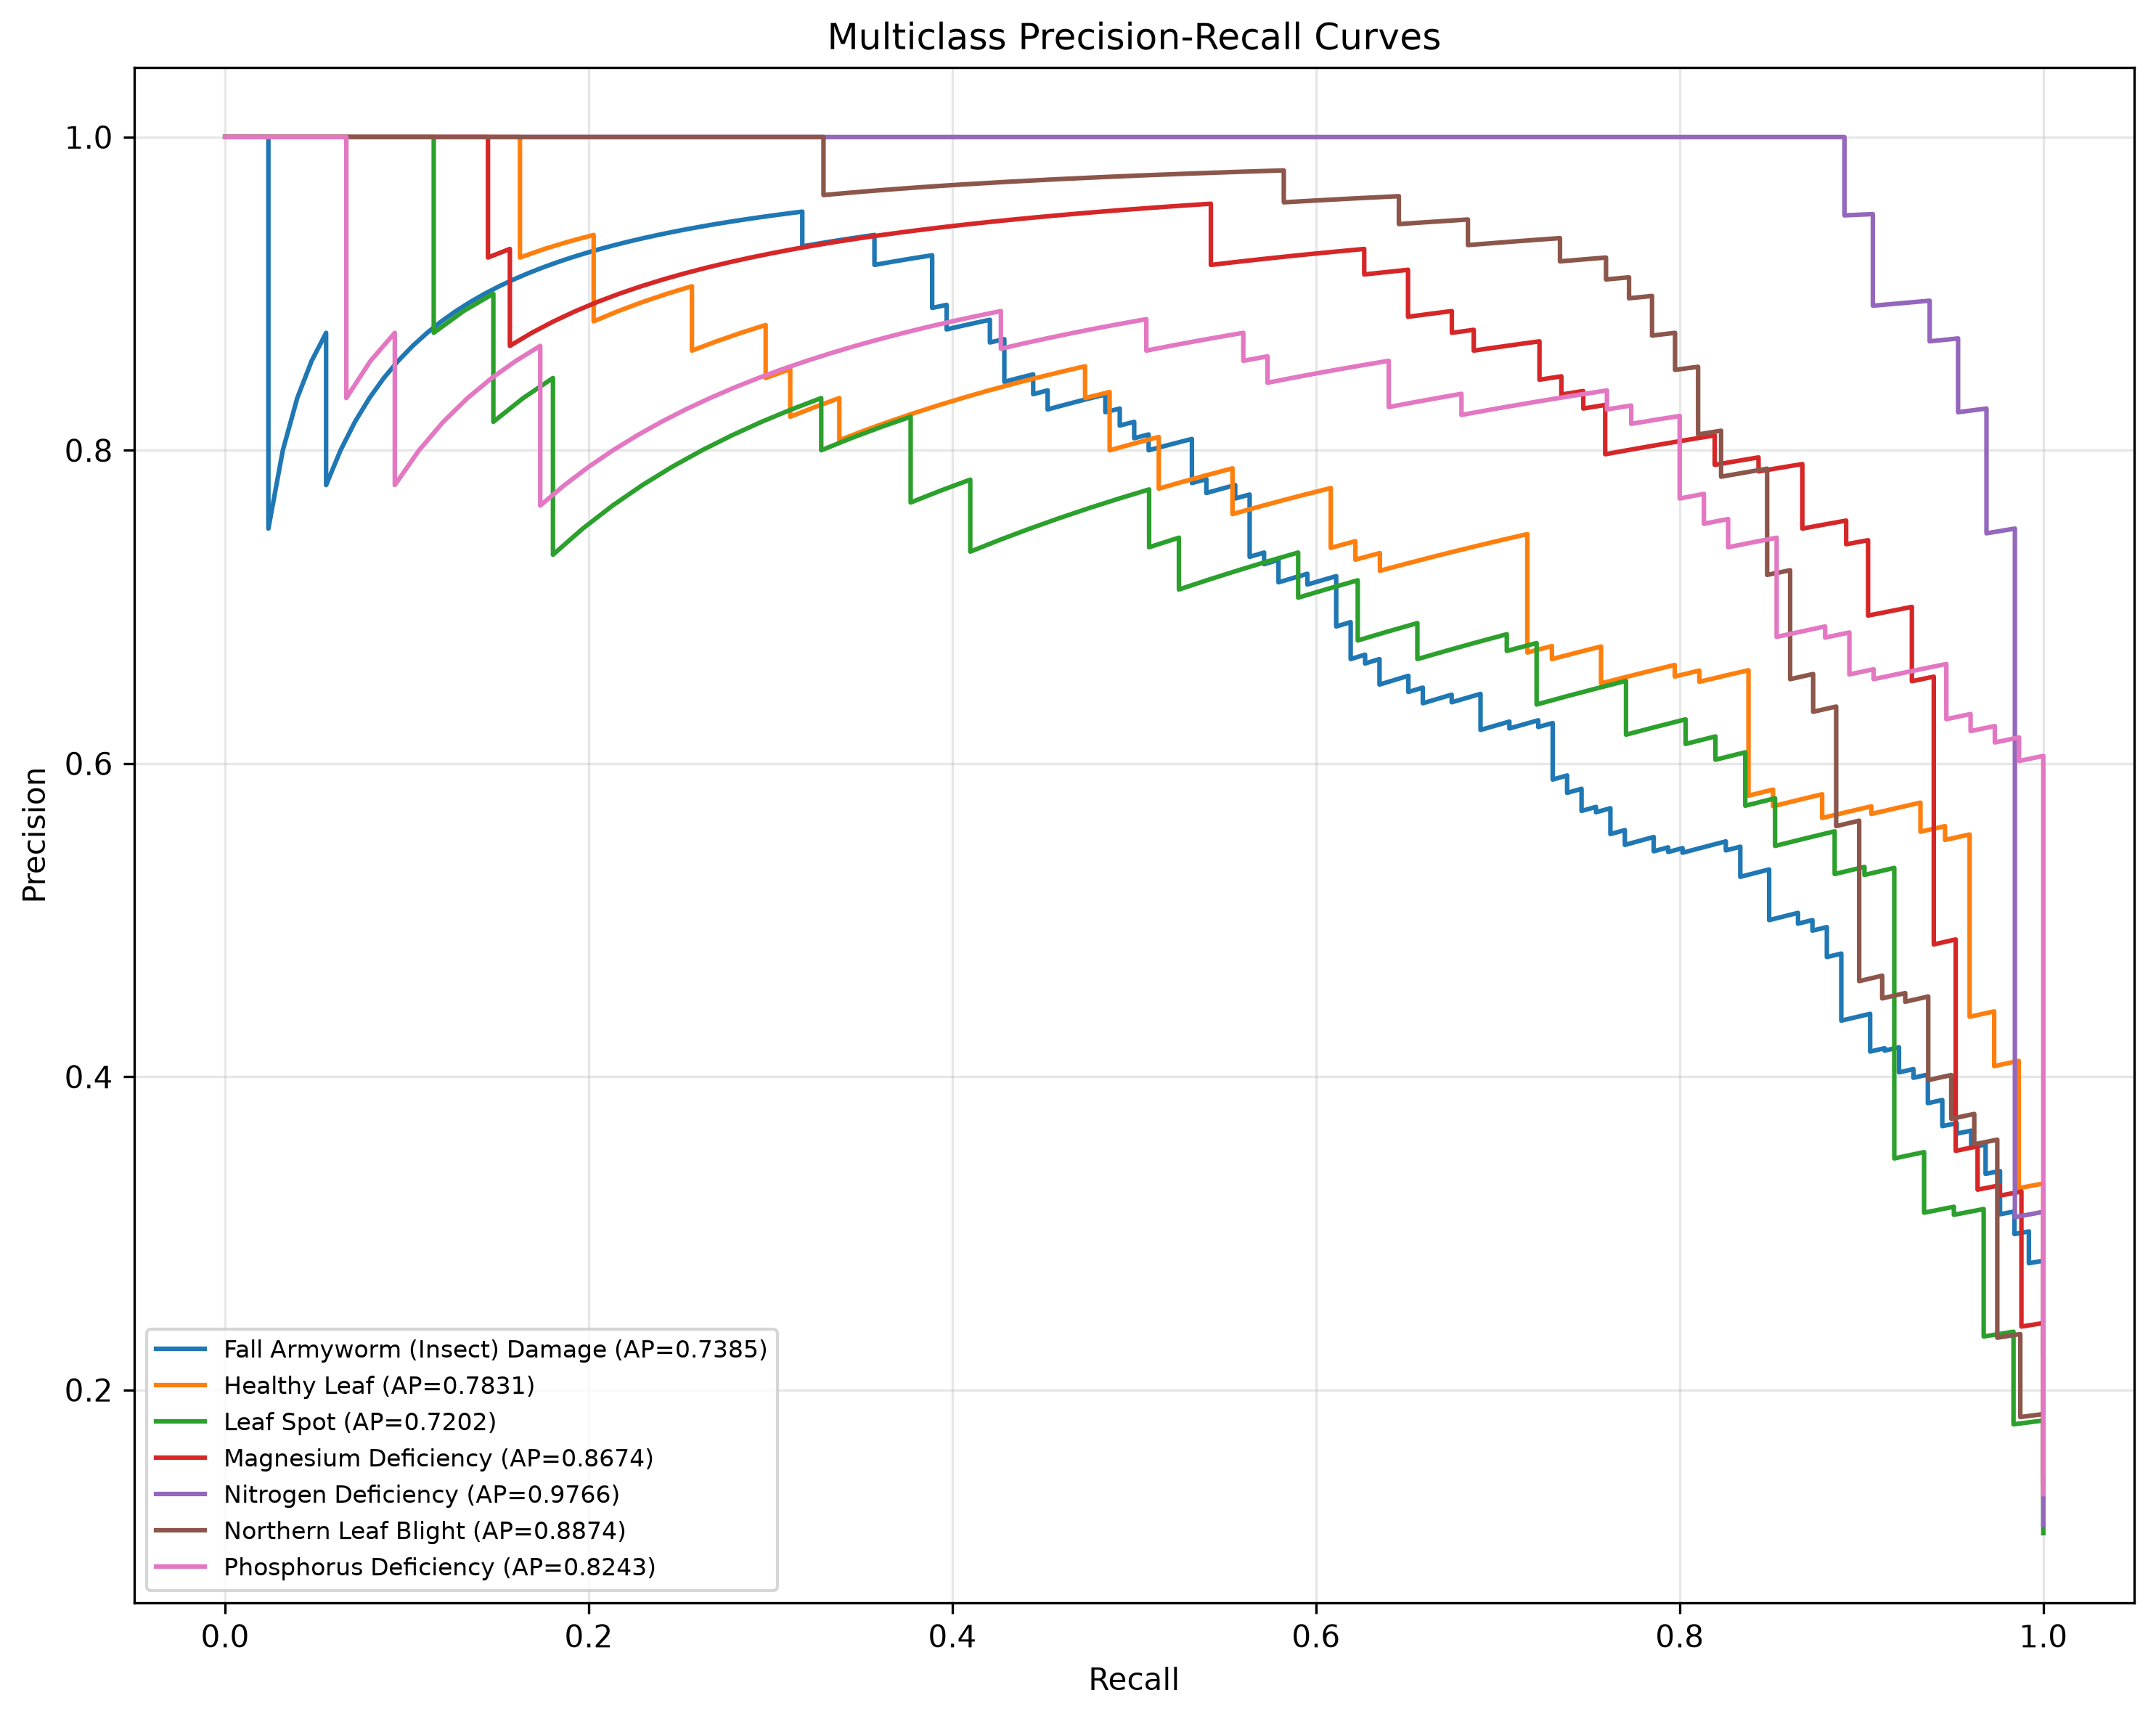 Multiclass Precision-Recall Curves
1.0
0.8
0.6
0.4
0.2
Precision
Fall Armyworm (Insect) Damage (AP=0.7385)
Healthy Leaf (AP=0.7831)
Leaf Spot (AP=0.7202)
Magnesium Deficiency (AP=0.8674)
Nitrogen Deficiency (AP=0.9766)
Northern Leaf Blight (AP=0.8874)
Phosphorus Deficiency (AP=0.8243)
0.0 0.2 0.4 0.6 0.8 1.0
Recall